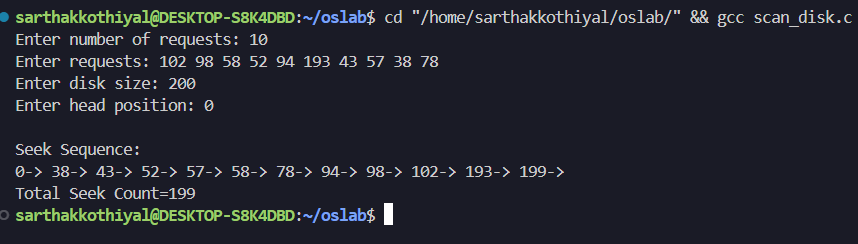 sarthakkothiyal@DESKTOP-S8K4DBD:~/oslab$ cd "/home/sarthakkothiyal/oslab/" && gcc scan_disk.c
Enter number of requests: 10
Enter requests: 102 98 58 52 94 193 43 57 38 78
Enter disk size: 200
Enter head position: 0
Seek Sequence:
0-> 38-> 43-> 52-> 57-> 58-> 78-> 94-> 98-> 102-> 193-> 199->
Total Seek Count=199
sarthakkothiyal@DESKTOP-S8K4DBD:~/oslab$